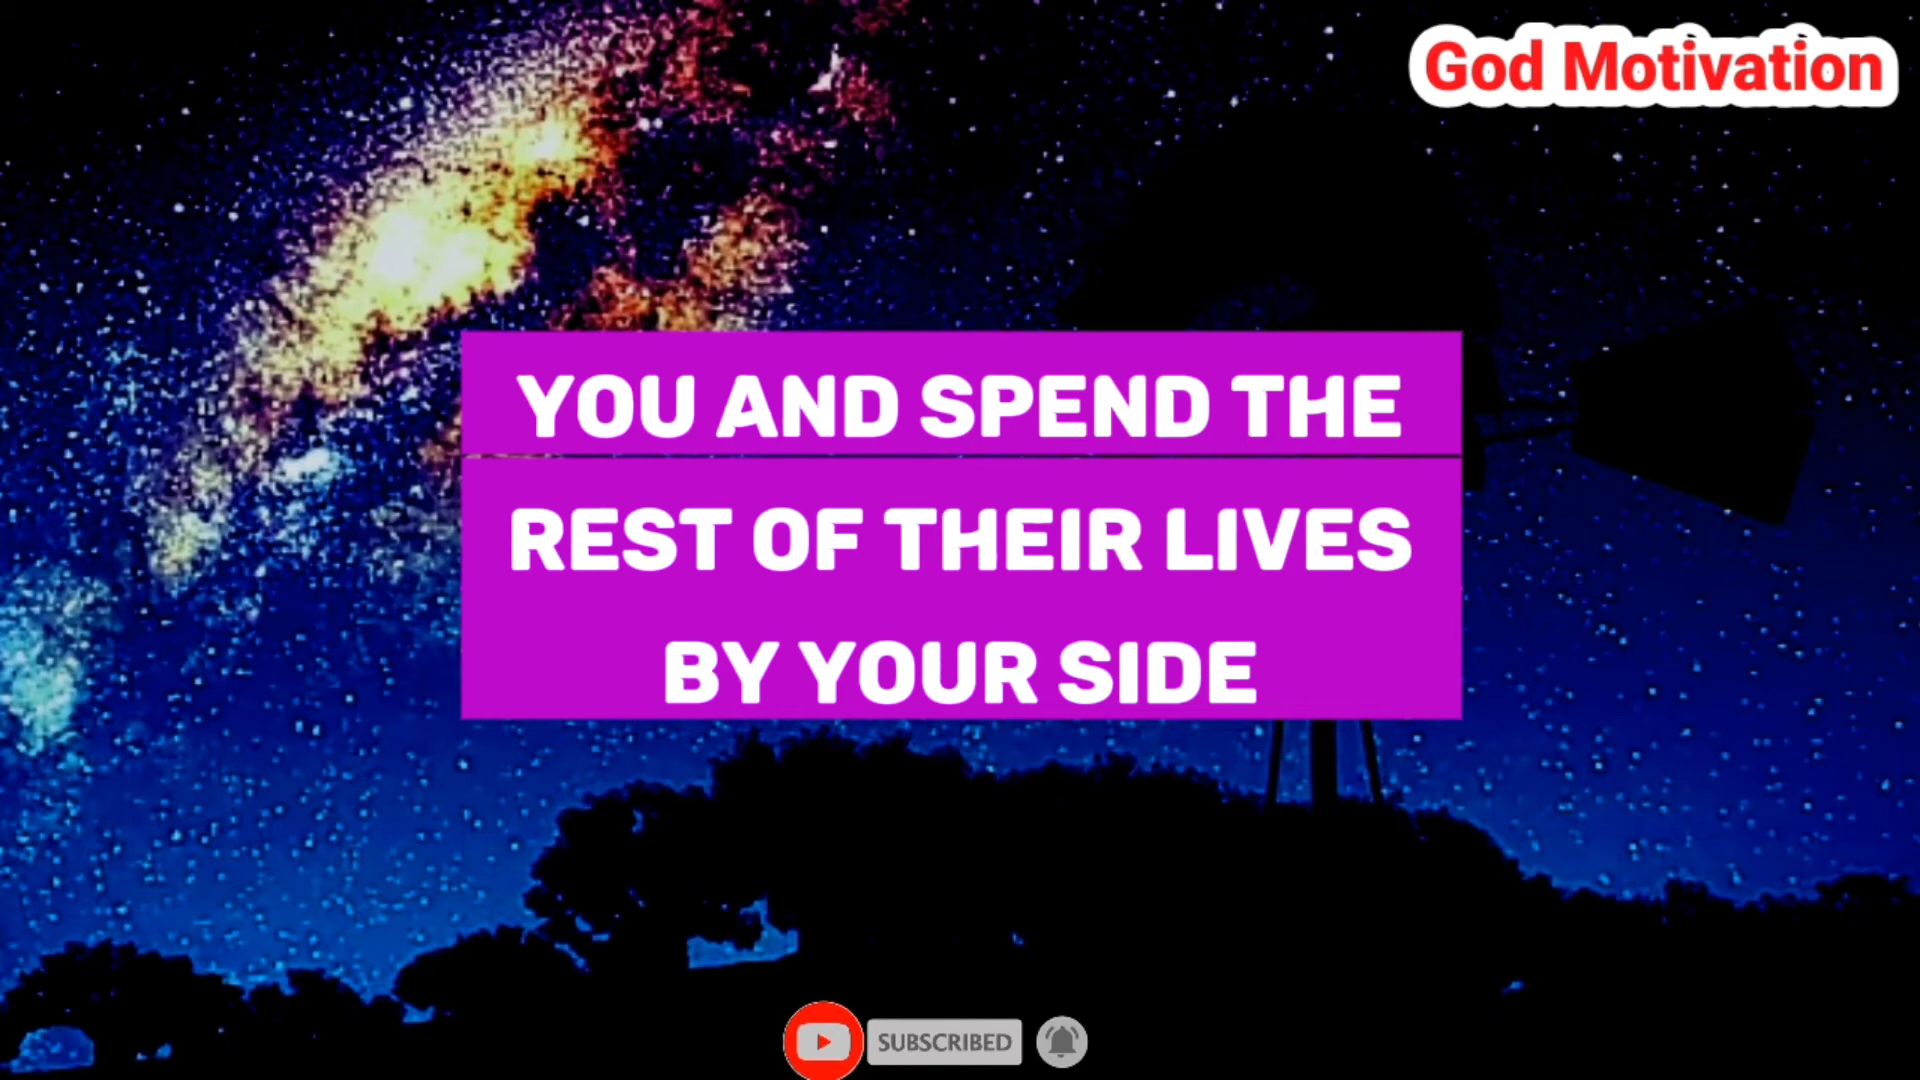 God Motivation
YOU AND SPEND THE
REST OF THEIR LIVES
BY YOUR SIDE
SUBSCRIBED